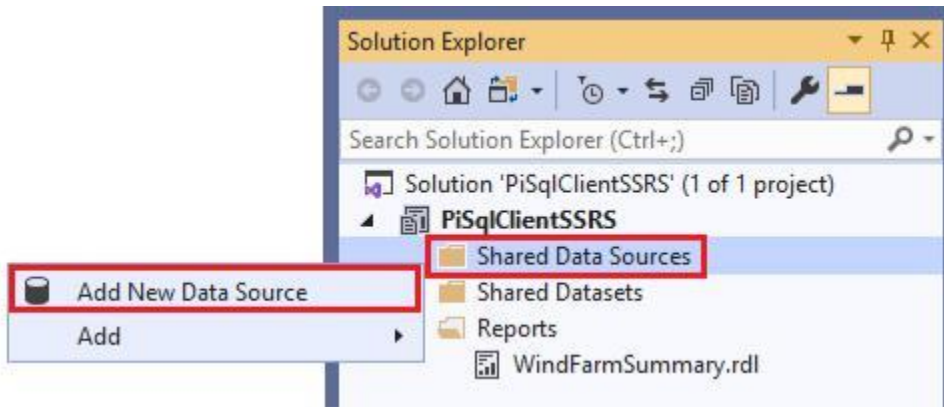 Solution Explorer
Search Solution Explorer (Ctrl+;)
Solution 'PiSqlClientSSRS' (1 of 1 project)
PiSqlClientSSRS
Shared Data Sources
Add New Data Source
Shared Datasets
Add
Reports
WindFarmSummary.rdl